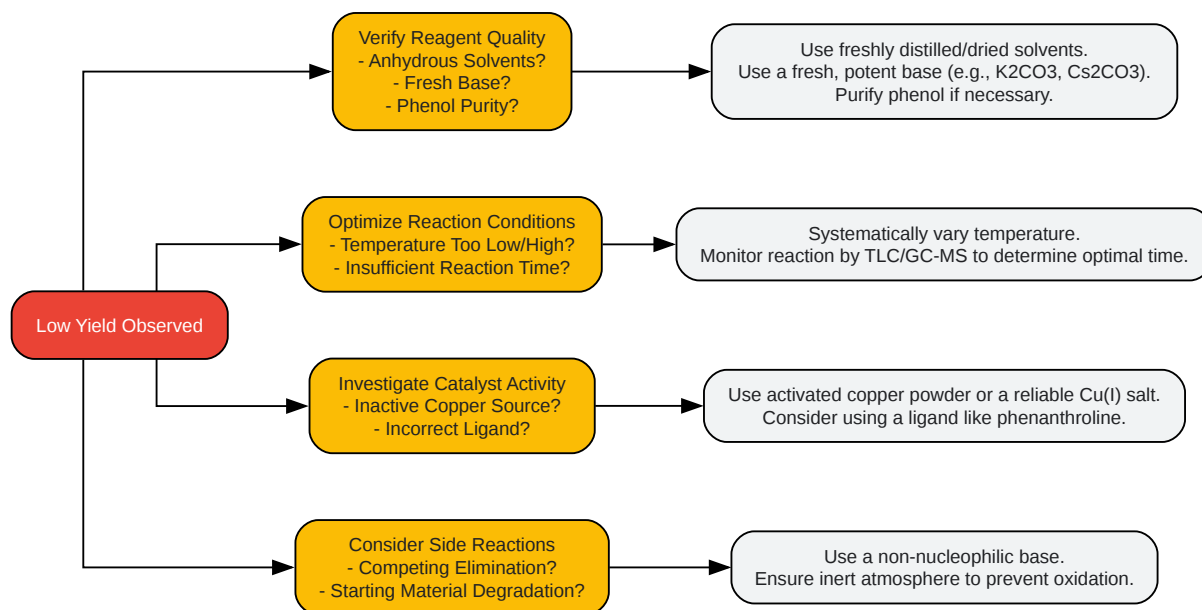 Verify Reagent Quality
- Anhydrous Solvents?
- Fresh Base?
- Phenol Purity?
Use freshly distilled/dried solvents.
Use a fresh, potent base (e.g., K2CO3, Cs2CO3).
Purify phenol if necessary.
Optimize Reaction Conditions
- Temperature Too Low/High?
- Insufficient Reaction Time?
Systematically vary temperature.
Monitor reaction by TLC/GC-MS to determine optimal time.
Low Yield Observed
Investigate Catalyst Activity
- Inactive Copper Source?
- Incorrect Ligand?
Use activated copper powder or a reliable Cu(I) salt.
Consider using a ligand like phenanthroline.
Consider Side Reactions
- Competing Elimination?
- Starting Material Degradation?
Use a non-nucleophilic base.
Ensure inert atmosphere to prevent oxidation.